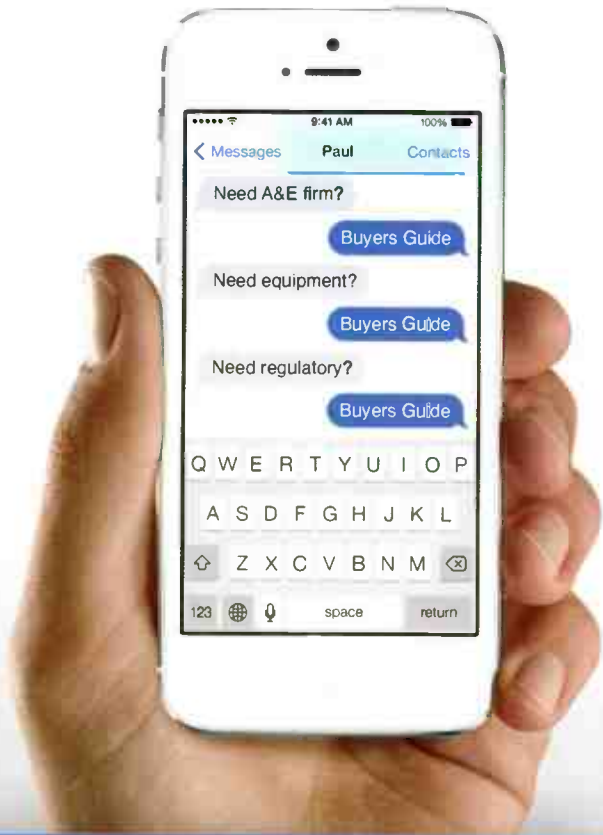 9:41 AM 100%
Messages Paul Contacts
Need A&E firm?
Buyers Guide
Need equipment?
Buyers Guide
Need regulatory?
Buyers Guide
Q W E R T Y U I O P
A S D F G H J K L
Z X C V B N M
123 space return